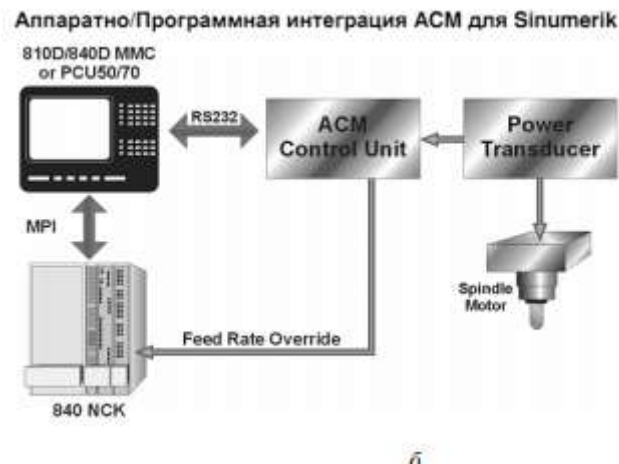 Аппаратно/Программная интеграция ACM для Sinumerik
810D/840D MMC
or PCU50/70
RS232
ACM
Control Unit
Power
Transducer
MPI
Spindle
Motor
Feed Rate Override
840 NCK
б